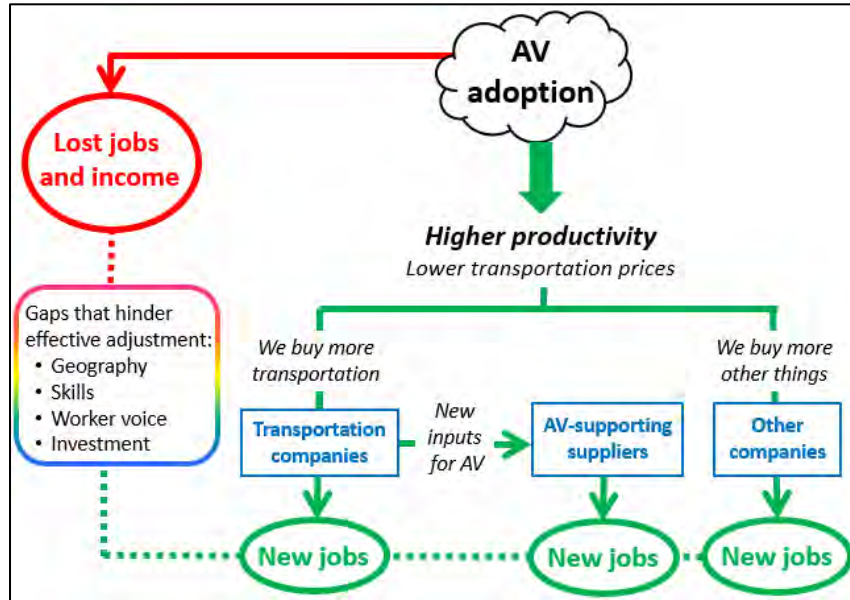 AV
adoption
Lost jobs
and income
Higher productivity
Lower transportation prices
Gaps that hinder
effective adjustment:
• Geography
• Skills
• Worker voice
• Investment
We buy more
transportation
We buy more
other things
Transportation
companies
New
inputs
for AV
AV-supporting
suppliers
Other
companies
New jobs
New jobs
New jobs